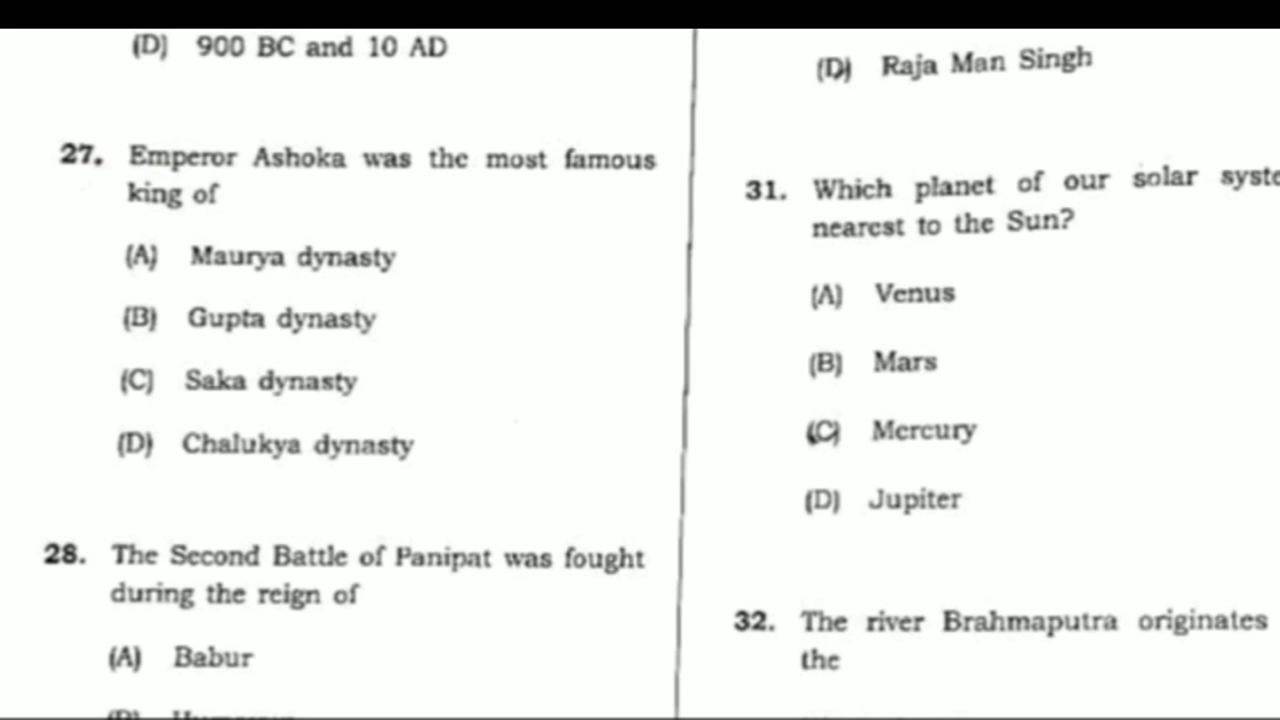 (D) 900 BC and 10 AD
27. Emperor Ashoka was the most famous
king of
(A) Maurya dynasty
(B) Gupta dynasty
(C) Saka dynasty
(D) Chalukya dynasty
28. The Second Battle of Panipat was fought
during the reign of
(A) Babur
(D) Raja Man Singh
31. Which planet of our solar syste
nearest to the Sun?
(A) Venus
(B) Mars
(C) Mercury
(D) Jupiter
32. The river Brahmaputra originates
the